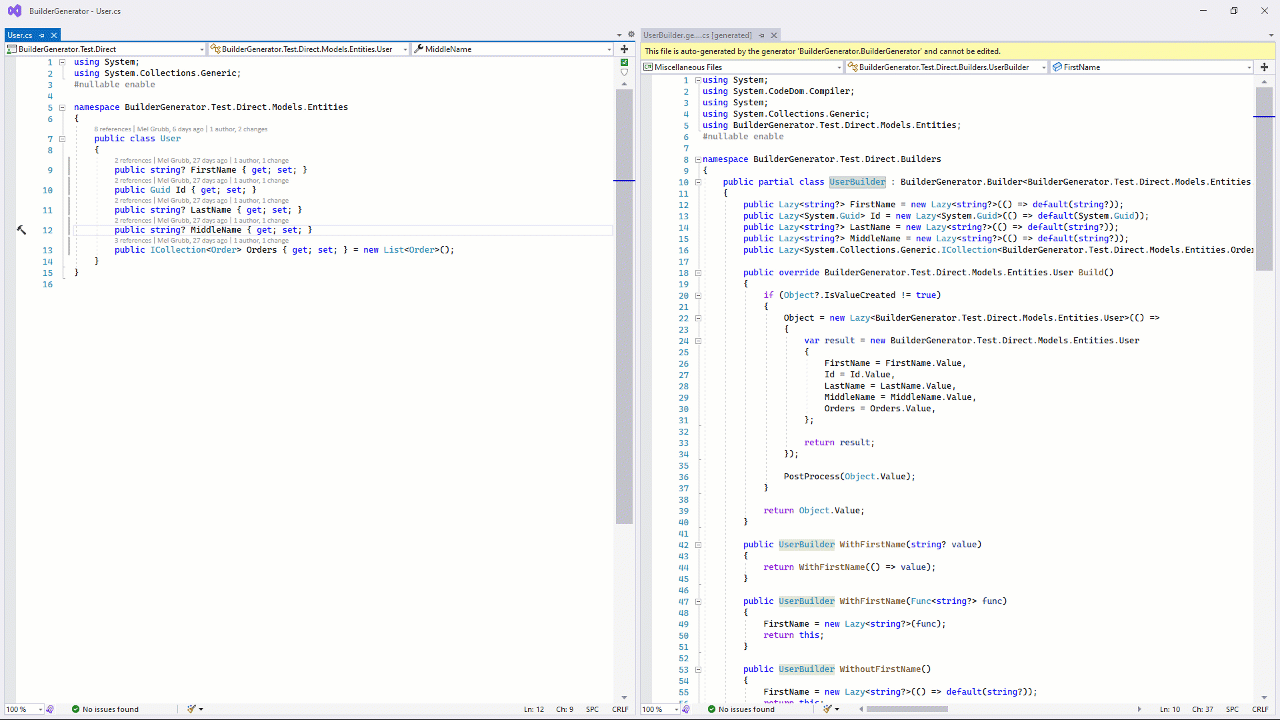 BuilderGenerator - User.cs
User.cs
BuilderGenerator.Test.Direct
BuilderGenerator.Test.Direct.Models.Entities.User
MiddleName
1 using System;
2 using System.Collections.Generic;
3 #nullable enable
4
5 namespace BuilderGenerator.Test.Direct.Models.Entities
6 {
6 references | Mel Grubb, 6 days ago | 1 author, 2 changes
7 public class User
8 {
2 references | Mel Grubb, 27 days ago | 1 author, 1 change
9 public string? FirstName { get; set; }
2 references | Mel Grubb, 27 days ago | 1 author, 1 change
10 public Guid Id { get; set; }
2 references | Mel Grubb, 27 days ago | 1 author, 1 change
11 public string? LastName { get; set; }
2 references | Mel Grubb, 27 days ago | 1 author, 1 change
12 public string? MiddleName { get; set; }
3 references | Mel Grubb, 27 days ago | 1 author, 1 change
13 public ICollection<Order> Orders { get; set; } = new List<Order>();
14 }
15 }
16
100 %
No issues found
Ln: 12 Ch: 9 SPC CRLF
UserBuilder.ge....cs [generated]
This file is auto-generated by the generator 'BuilderGenerator.BuilderGenerator' and cannot be edited.
Miscellaneous Files
BuilderGenerator.Test.Direct.Builders.UserBuilder
FirstName
1 using System;
2 using System.CodeDom.Compiler;
3 using System;
4 using System.Collections.Generic;
5 using BuilderGenerator.Test.Direct.Models.Entities;
6 #nullable enable
7
8 namespace BuilderGenerator.Test.Direct.Builders
9 {
10 public partial class UserBuilder : BuilderGenerator.Builder<BuilderGenerator.Test.Direct.Models.Entities
11 {
12 public Lazy<string?> FirstName = new Lazy<string?>(() => default(string?));
13 public Lazy<System.Guid> Id = new Lazy<System.Guid>(() => default(System.Guid));
14 public Lazy<string?> LastName = new Lazy<string?>(() => default(string?));
15 public Lazy<string?> MiddleName = new Lazy<string?>(() => default(string?));
16 public Lazy<System.Collections.Generic.ICollection<BuilderGenerator.Test.Direct.Models.Entities.Orde
17
18 public override BuilderGenerator.Test.Direct.Models.Entities.User Build()
19 {
20 if (Object?.IsValueCreated != true)
21 {
22 Object = new Lazy<BuilderGenerator.Test.Direct.Models.Entities.User>(() =>
23 {
24 var result = new BuilderGenerator.Test.Direct.Models.Entities.User
25 {
26 FirstName = FirstName.Value,
27 Id = Id.Value,
28 LastName = LastName.Value,
29 MiddleName = MiddleName.Value,
30 Orders = Orders.Value,
31 };
32
33 return result;
34 });
35
36 PostProcess(Object.Value);
37 }
38
39 return Object.Value;
40 }
41
42 public UserBuilder WithFirstName(string? value)
43 {
44 return WithFirstName(() => value);
45 }
46
47 public UserBuilder WithFirstName(Func<string?> func)
48 {
49 FirstName = new Lazy<string?>(func);
50 return this;
51 }
52
53 public UserBuilder WithoutFirstName()
54 {
55 FirstName = new Lazy<string?>(() => default(string?));
100 %
No issues found
Ln: 10 Ch: 37 SPC CRLF